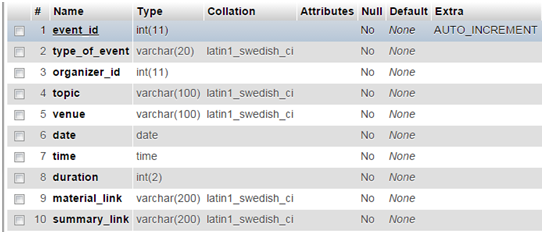 # Name Type Collation Attributes Null Default Extra
1 event_id int(11) No None AUTO_INCREMENT
2 type_of_event varchar(20) latin1_swedish_ci No None
3 organizer_id int(11) No None
4 topic varchar(100) latin1_swedish_ci No None
5 venue varchar(100) latin1_swedish_ci No None
6 date date No None
7 time time No None
8 duration int(2) No None
9 material_link varchar(200) latin1_swedish_ci No None
10 summary_link varchar(200) latin1_swedish_ci No None